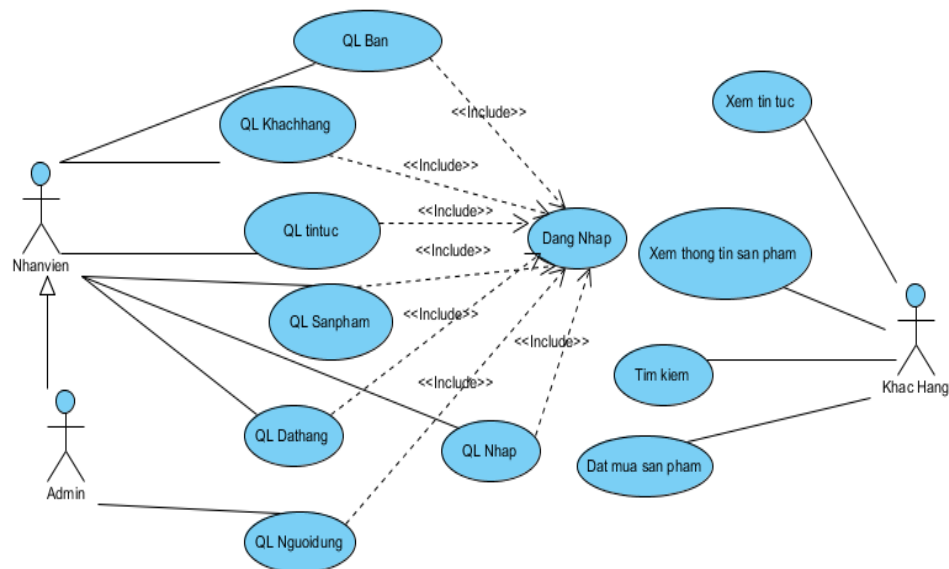 QL Ban
Xem tin tuc
<<Include>>
QL Khachhang
<<Include>>
<<Include>>
QL tintuc
Dang Nhap
<<Include>>
Xem thong tin san pham
Nhanvien
QL Sanpham
<<Include>>
<<Include>>
Tim kiem
Khac Hang
<<Include>>
QL Dathang
QL Nhap
Dat mua san pham
Admin
QL Nguoidung